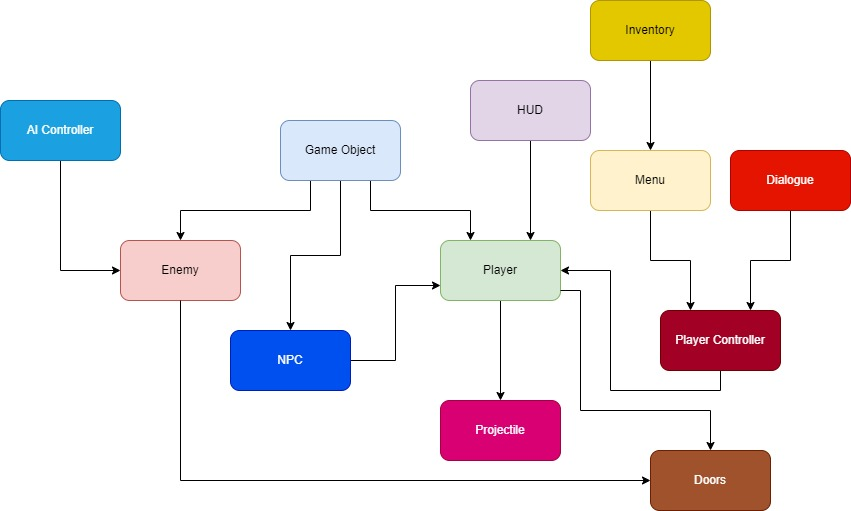 Inventory
HUD
AI Controller
Game Object
Menu
Dialogue
Enemy
Player
NPC
Player Controller
Projectile
Doors